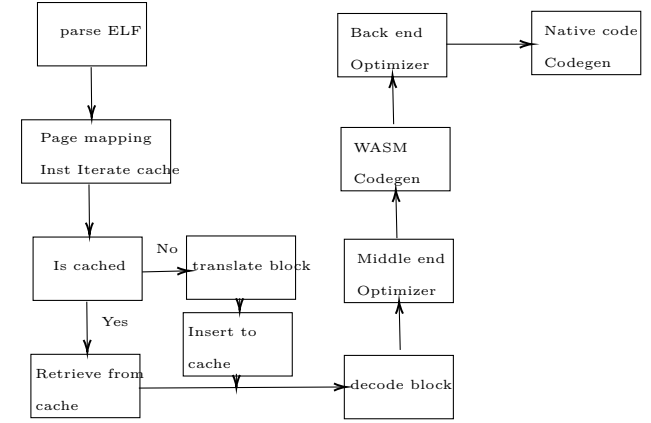 parse ELF
Page mapping
Inst Iterate cache
Is cached
No
translate block
Yes
Insert to
cache
Retrieve from
cache
decode block
Middle end
Optimizer
WASM
Codegen
Back end
Optimizer
Native code
Codegen